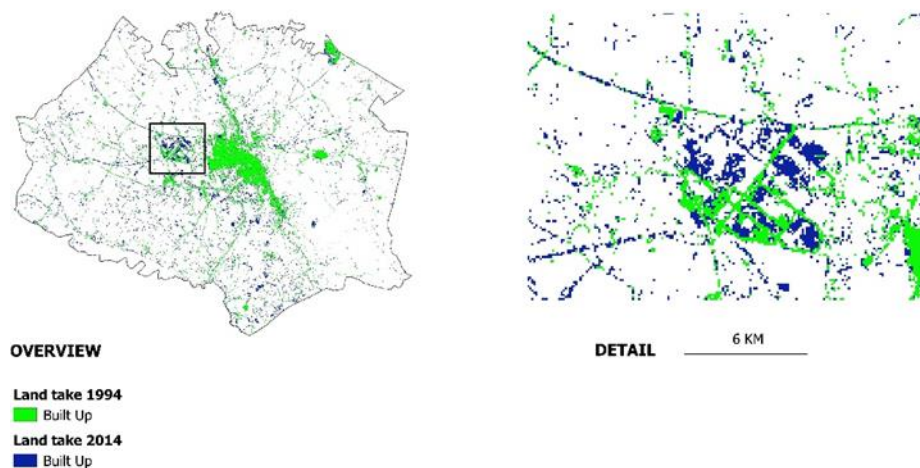 OVERVIEW
DETAIL
6 KM
Land take 1994
Built Up
Land take 2014
Built Up